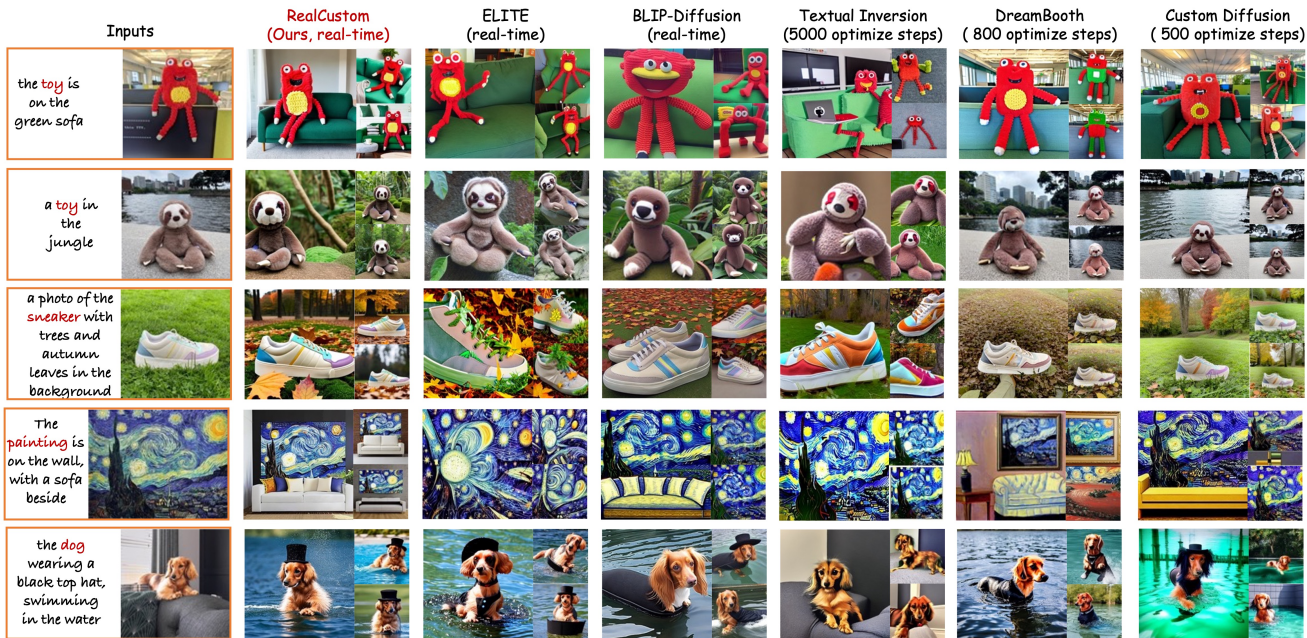 Inputs
RealCustom
(Ours, real-time)
ELITE
(real-time)
BLIP-Diffusion
(real-time)
Textual Inversion
(5000 optimize steps)
DreamBooth
( 800 optimize steps)
Custom Diffusion
( 500 optimize steps)
the toy is
on the
green sofa
a toy in
the
jungle
a photo of the
sneaker with
trees and
autumn
leaves in the
background
The
painting is
on the wall,
with a sofa
beside
the dog
wearing a
black top hat,
swimming
in the water